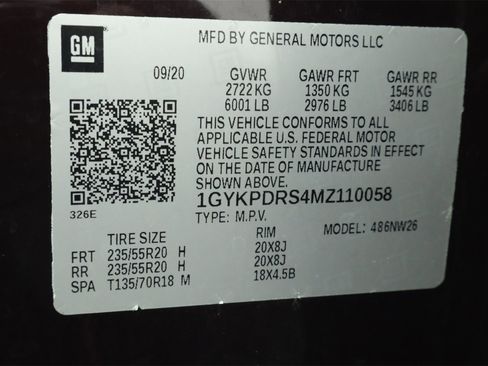 GM
MFD BY GENERAL MOTORS LLC
09/20 GVWR GAWR FRT GAWR RR
2722 KG 1350 KG 1545 KG
6001 LB 2976 LB 3406 LB
THIS VEHICLE CONFORMS TO ALL
APPLICABLE U.S. FEDERAL MOTOR
VEHICLE SAFETY STANDARDS IN EFFECT
ON THE DATE OF MANUFACTURE
SHOWN ABOVE.
326E
1GYKPDRS4MZ110058
TYPE: M.P.V. MODEL: 486NW26
TIRE SIZE RIM
FRT 235/55R20 H 20X8J
RR 235/55R20 H 20X8J
SPA T135/70R18 M 18X4.5B